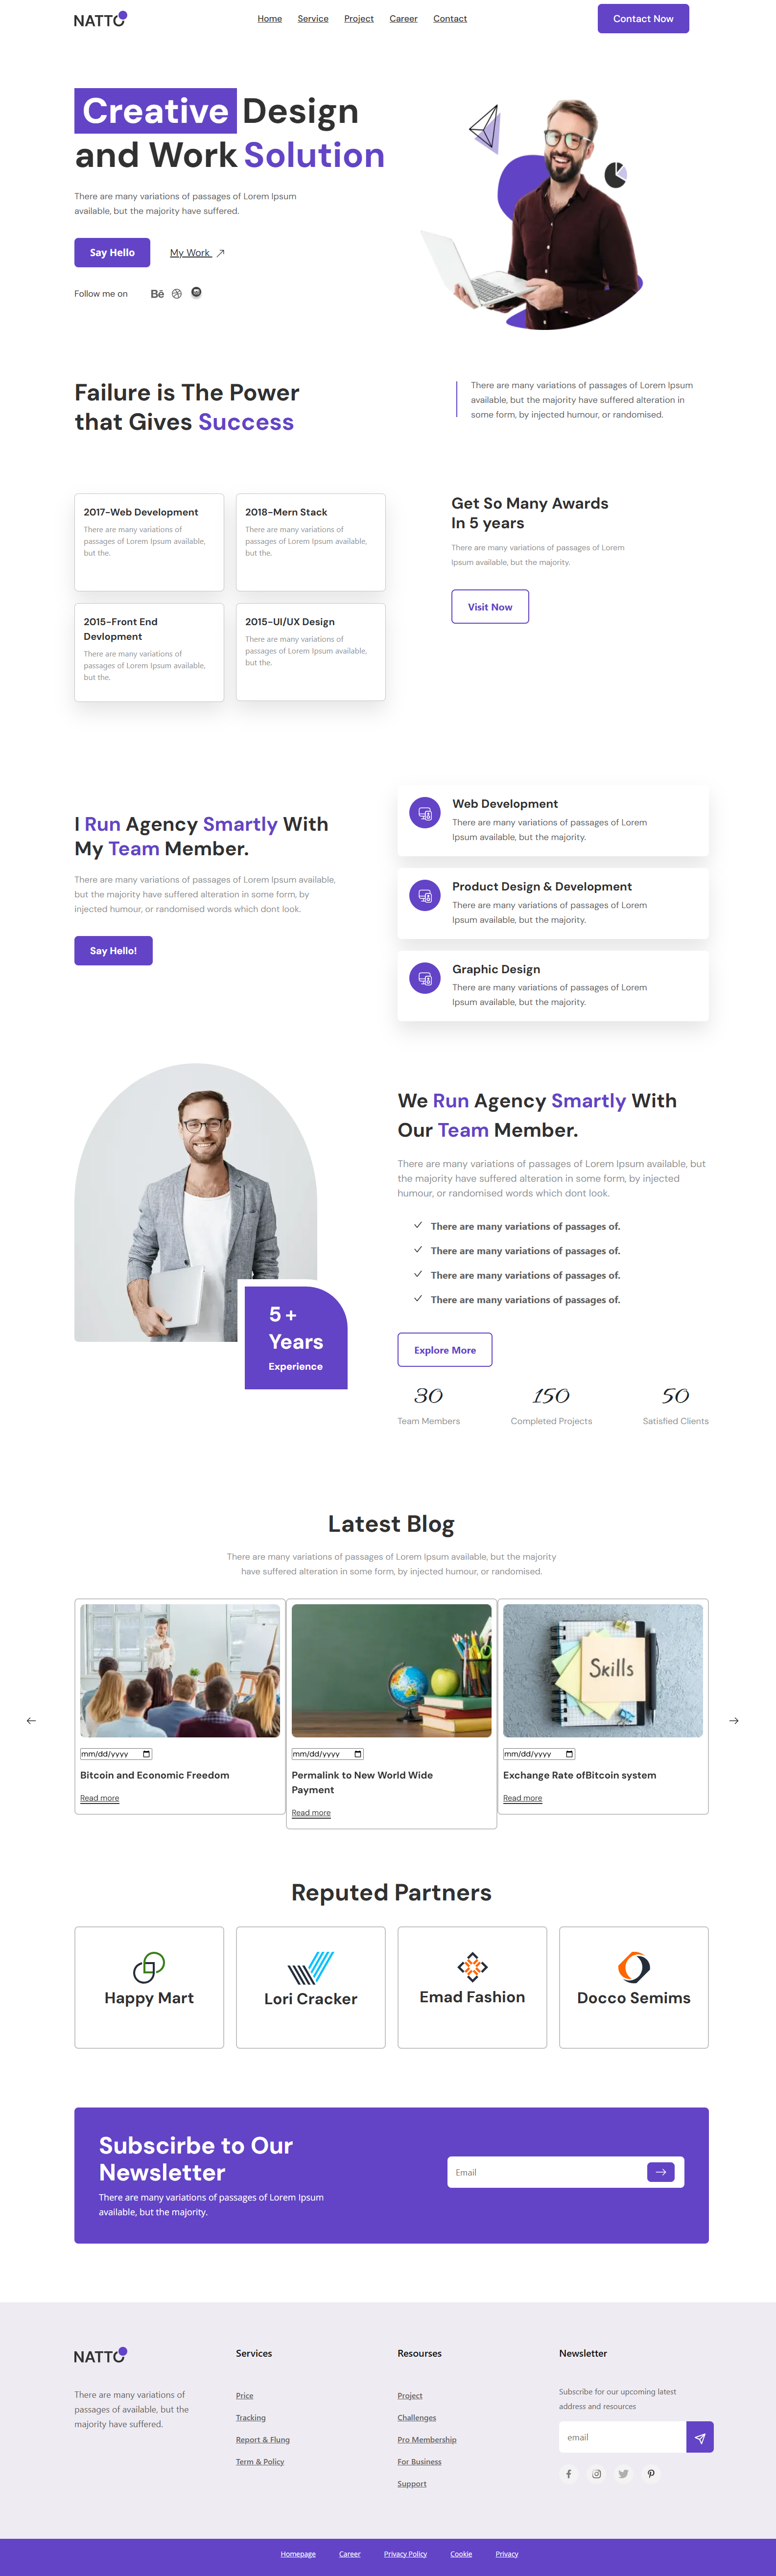 NATTO
Home Service Project Career Contact
Contact Now
Creative Design
and Work Solution
There are many variations of passages of Lorem Ipsum
available, but the majority have suffered.
Say Hello
My Work
Follow me on
Bē
Failure is The Power
that Gives Success
There are many variations of passages of Lorem Ipsum
available, but the majority have suffered alteration in
some form, by injected humour, or randomised.
2017-Web Development
There are many variations of
passages of Lorem Ipsum available,
but the.
2018-Mern Stack
There are many variations of
passages of Lorem Ipsum available,
but the.
2015-Front End
Devlopment
There are many variations of
passages of Lorem Ipsum available,
but the.
2015-UI/UX Design
There are many variations of
passages of Lorem Ipsum available,
but the.
Get So Many Awards
In 5 years
There are many variations of passages of Lorem
Ipsum available, but the majority.
Visit Now
I Run Agency Smartly With
My Team Member.
There are many variations of passages of Lorem Ipsum available,
but the majority have suffered alteration in some form, by
injected humour, or randomised words which dont look.
Say Hello!
Web Development
There are many variations of passages of Lorem
Ipsum available, but the majority.
Product Design & Development
There are many variations of passages of Lorem
Ipsum available, but the majority.
Graphic Design
There are many variations of passages of Lorem
Ipsum available, but the majority.
5 +
Years
Experience
We Run Agency Smartly With
Our Team Member.
There are many variations of passages of Lorem Ipsum available, but
the majority have suffered alteration in some form, by injected
humour, or randomised words which dont look.
There are many variations of passages of.
There are many variations of passages of.
There are many variations of passages of.
There are many variations of passages of.
Explore More
30
Team Members
150
Completed Projects
50
Satisfied Clients
Latest Blog
There are many variations of passages of Lorem Ipsum available, but the majority
have suffered alteration in some form, by injected humour, or randomised.
mm/dd/yyyy
Bitcoin and Economic Freedom
Read more
mm/dd/yyyy
Permalink to New World Wide
Payment
Read more
Skills
mm/dd/yyyy
Exchange Rate ofBitcoin system
Read more
Reputed Partners
Happy Mart
Lori Cracker
Emad Fashion
Docco Semims
Subscirbe to Our
Newsletter
There are many variations of passages of Lorem Ipsum
available, but the majority.
Email
NATTO
There are many variations of
passages of available, but the
majority have suffered.
Services
Price
Tracking
Report & Flung
Term & Policy
Resourses
Project
Challenges
Pro Membership
For Business
Support
Newsletter
Subscribe for our upcoming latest
address and resources
email
Homepage Career Privacy Policy Cookie Privacy